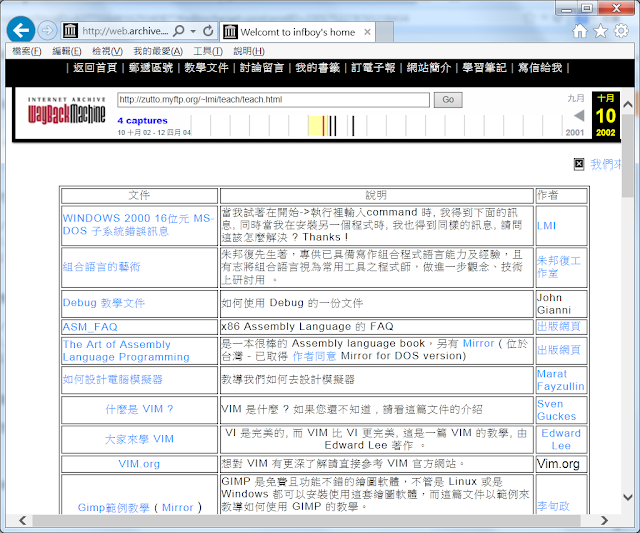 http://web.archive....
Welcomt to infboy's home
檔案(F) 編輯(E) 檢視(V) 我的最愛(A) 工具(T) 說明(H)
| 返回首頁 | 郵遞區號 | 教學文件 | 討論留言 | 我的書籤 | 訂電子報 | 網站簡介 | 學習筆記 | 寫信給我 |
INTERNET ARCHIVE
WayBackMachine
http://zutto.myftp.org/~lmi/teach/teach.html
Go
4 captures
10 十月 02 - 12 四月 04
九月 十月
10
2001 2002
我們來
文件 說明 作者
WINDOWS 2000 16位元 MS-
DOS 子系統錯誤訊息
當我試著在開始->執行裡輸入command 時, 我得到下面的訊
息, 同時當我在安裝另一個程式時, 我也得到同樣的訊息, 請問
這該怎麼解決 ? Thanks !
LMI
組合語言的藝術
朱邦復先生著，專供已具備寫作組合程式語言能力及經驗，且
有志將組合語言視為常用工具之程式師，做進一步觀念、技術
上研討用 。
朱邦復工
作室
Debug 教學文件
如何使用 Debug 的一份文件
John
Gianni
ASM_FAQ
x86 Assembly Language 的 FAQ
出版網頁
The Art of Assembly
Language Programming
是一本很棒的 Assembly language book，另有 Mirror ( 位於
台灣 - 已取得 作者同意 Mirror for DOS version)
出版網頁
如何設計電腦模擬器
教導我們如何去設計模擬器
Marat
Fayzullin
什麼是 VIM ?
VIM 是什麼 ? 如果您還不知道 , 請看這篇文件的介紹
Sven
Guckes
大家來學 VIM
VI 是完美的, 而 VIM 比 VI 更完美, 這是一篇 VIM 的教學, 由
Edward Lee 著作 。
Edward
Lee
VIM.org
想對 VIM 有更深了解請直接參考 VIM 官方網站。
Vim.org
Gimp範例教學 ( Mirror )
GIMP 是免費且功能不錯的繪圖軟體，不管是 Linux 或是
Windows 都可以安裝使用這套繪圖軟體，而這篇文件以範例來
教導如何使用 GIMP 的教學。
李旬政